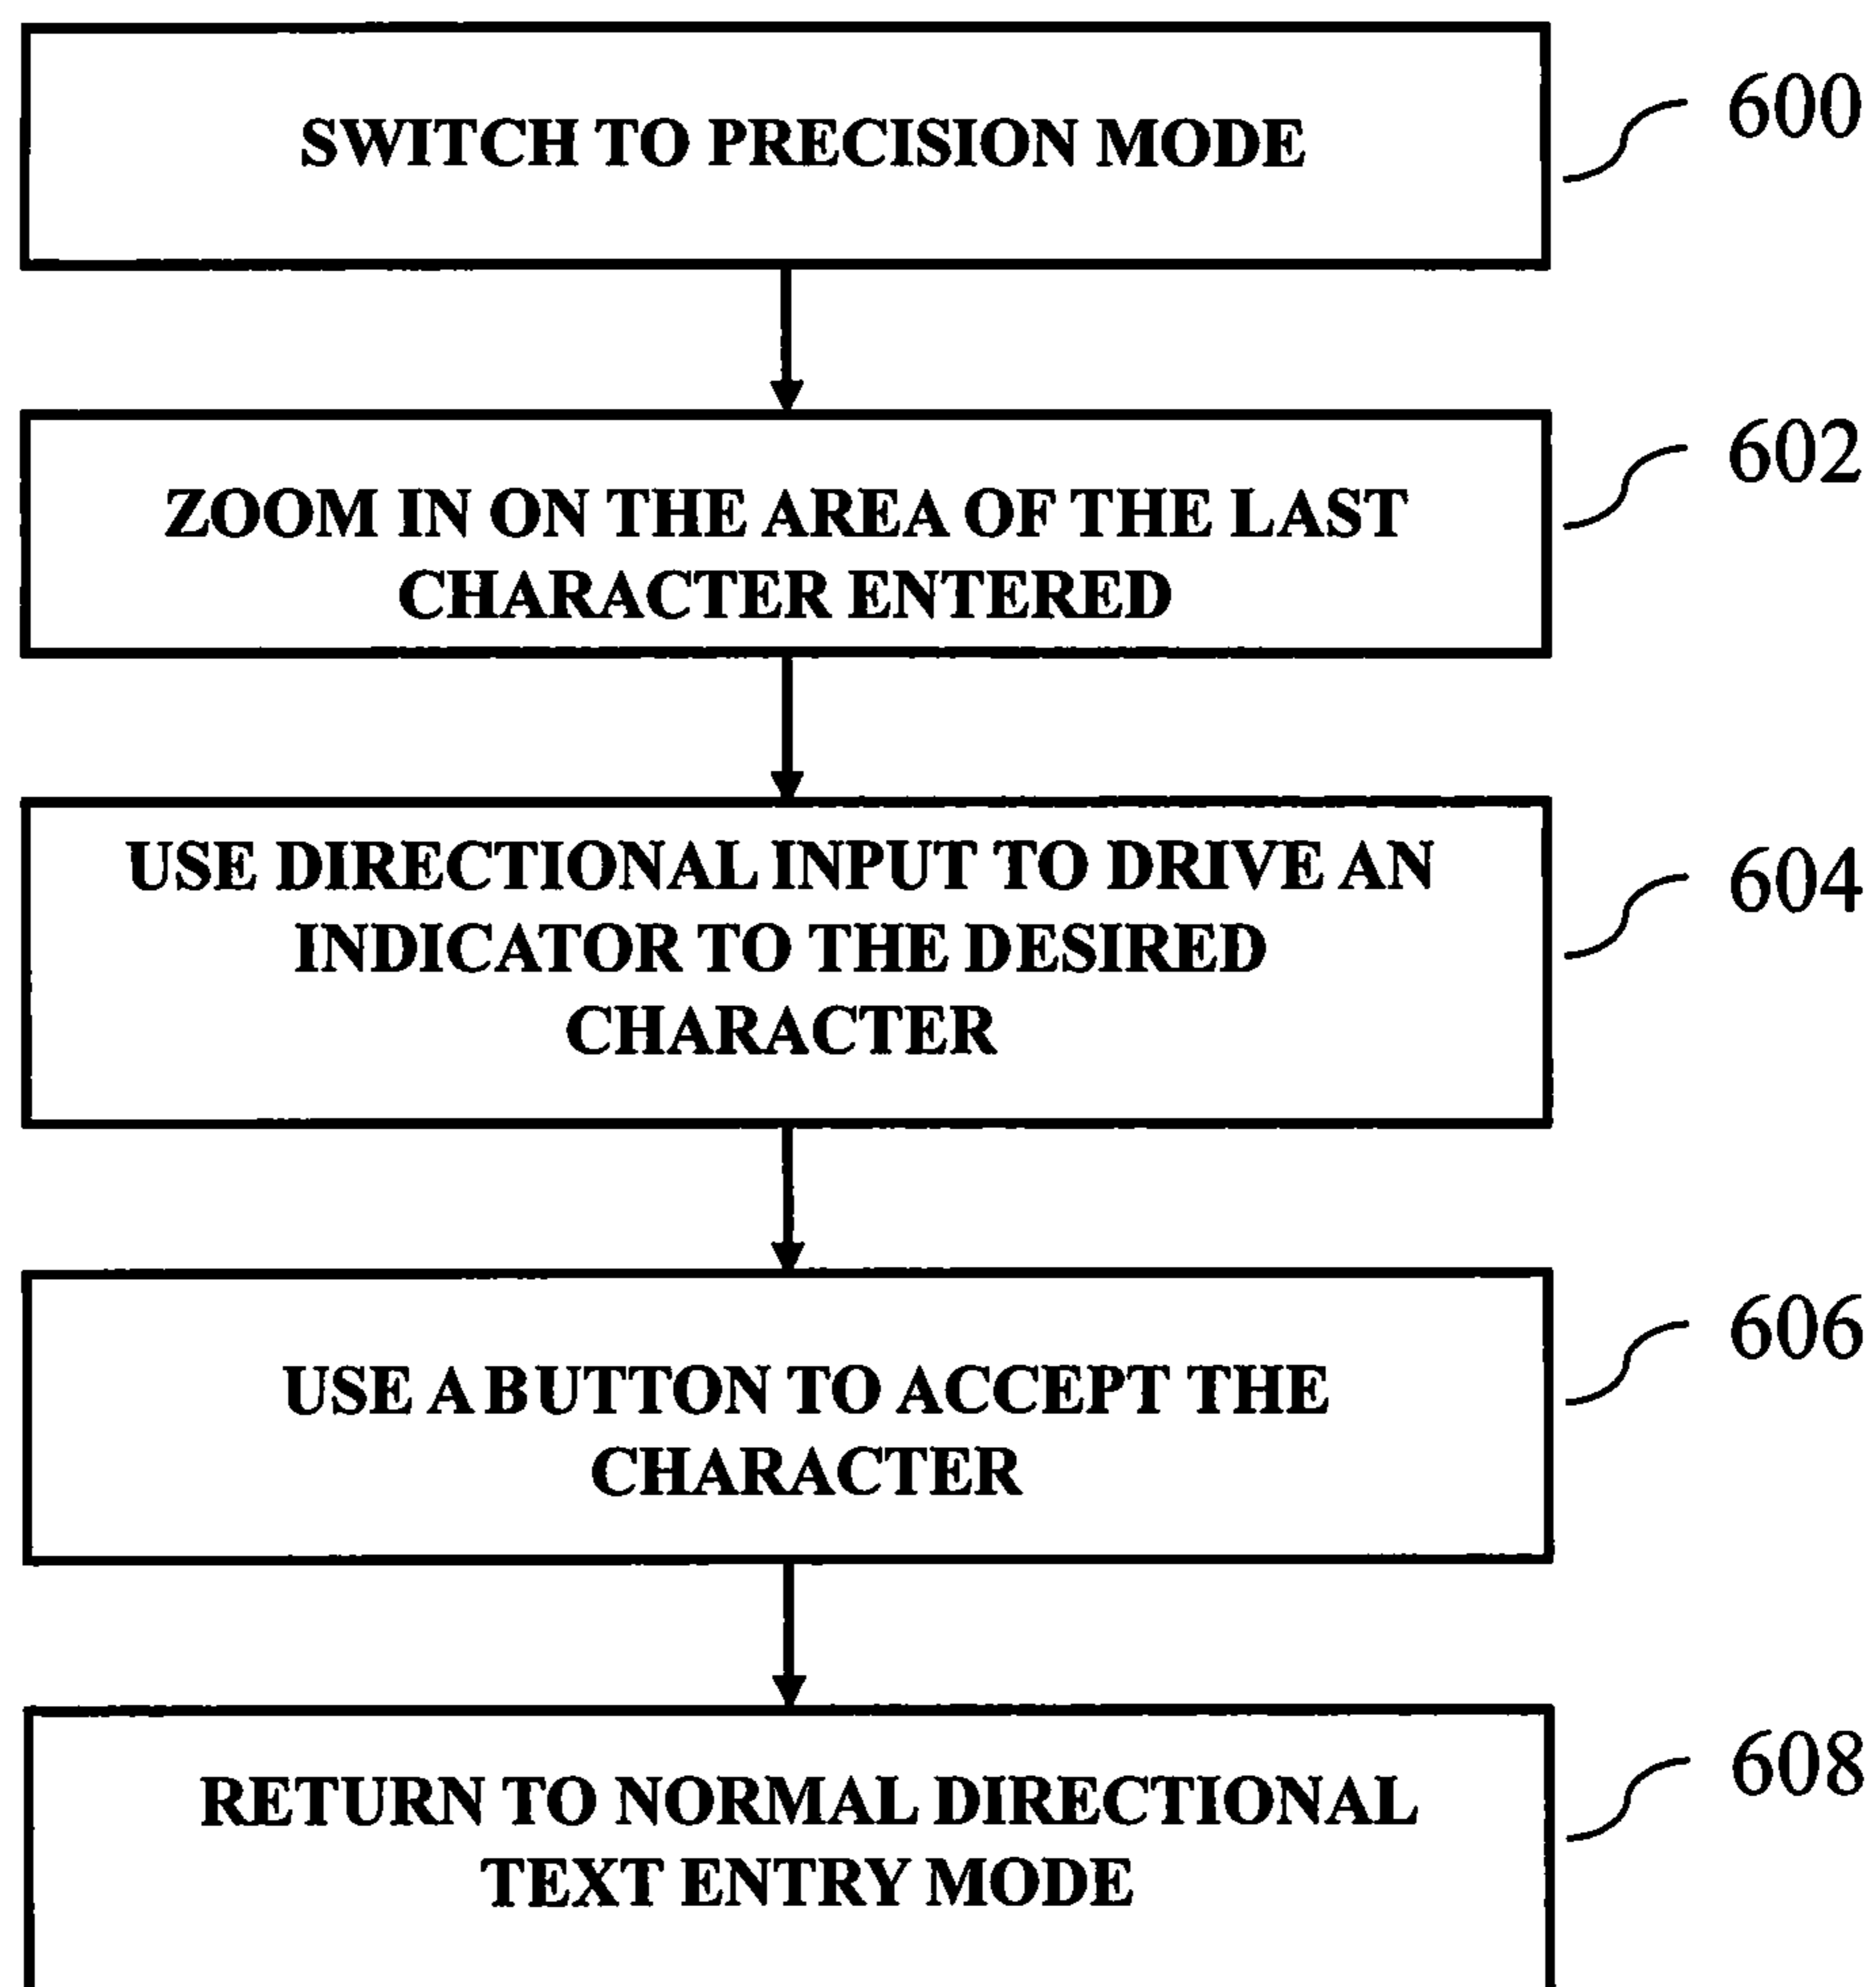 SWITCH TO PRECISION MODE
600
ZOOM IN ON THE AREA OF THE LAST
CHARACTER ENTERED
602
USE DIRECTIONAL INPUT TO DRIVE AN
INDICATOR TO THE DESIRED
CHARACTER
604
USE A BUTTON TO ACCEPT THE
CHARACTER
606
RETURN TO NORMAL DIRECTIONAL
TEXT ENTRY MODE
608